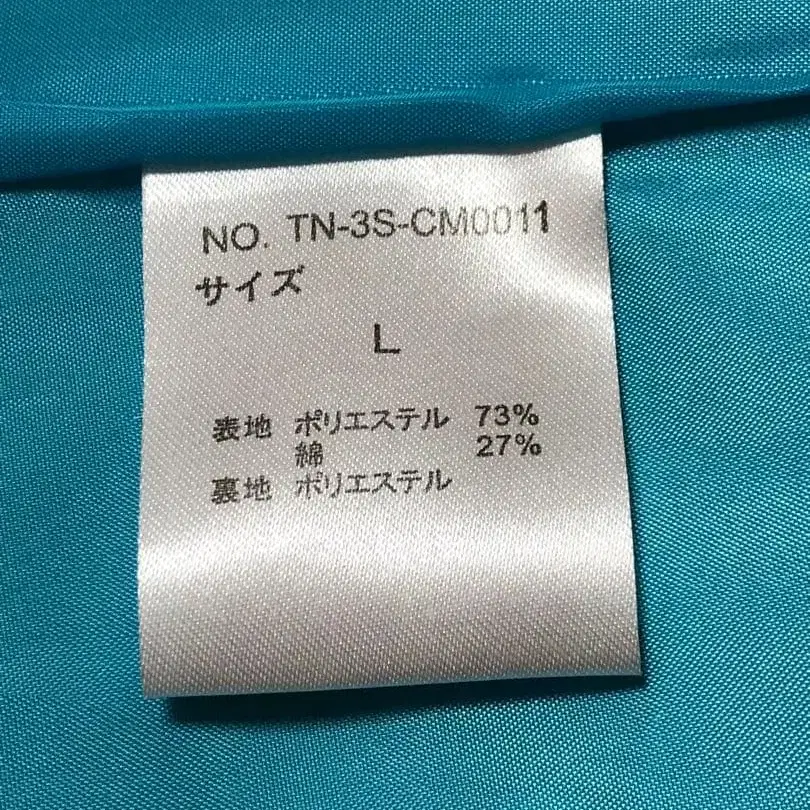 NO. TN-3S-CM0011
サイズ
L
表地 ポリエステル 73%
綿 27%
裏地 ポリエステル